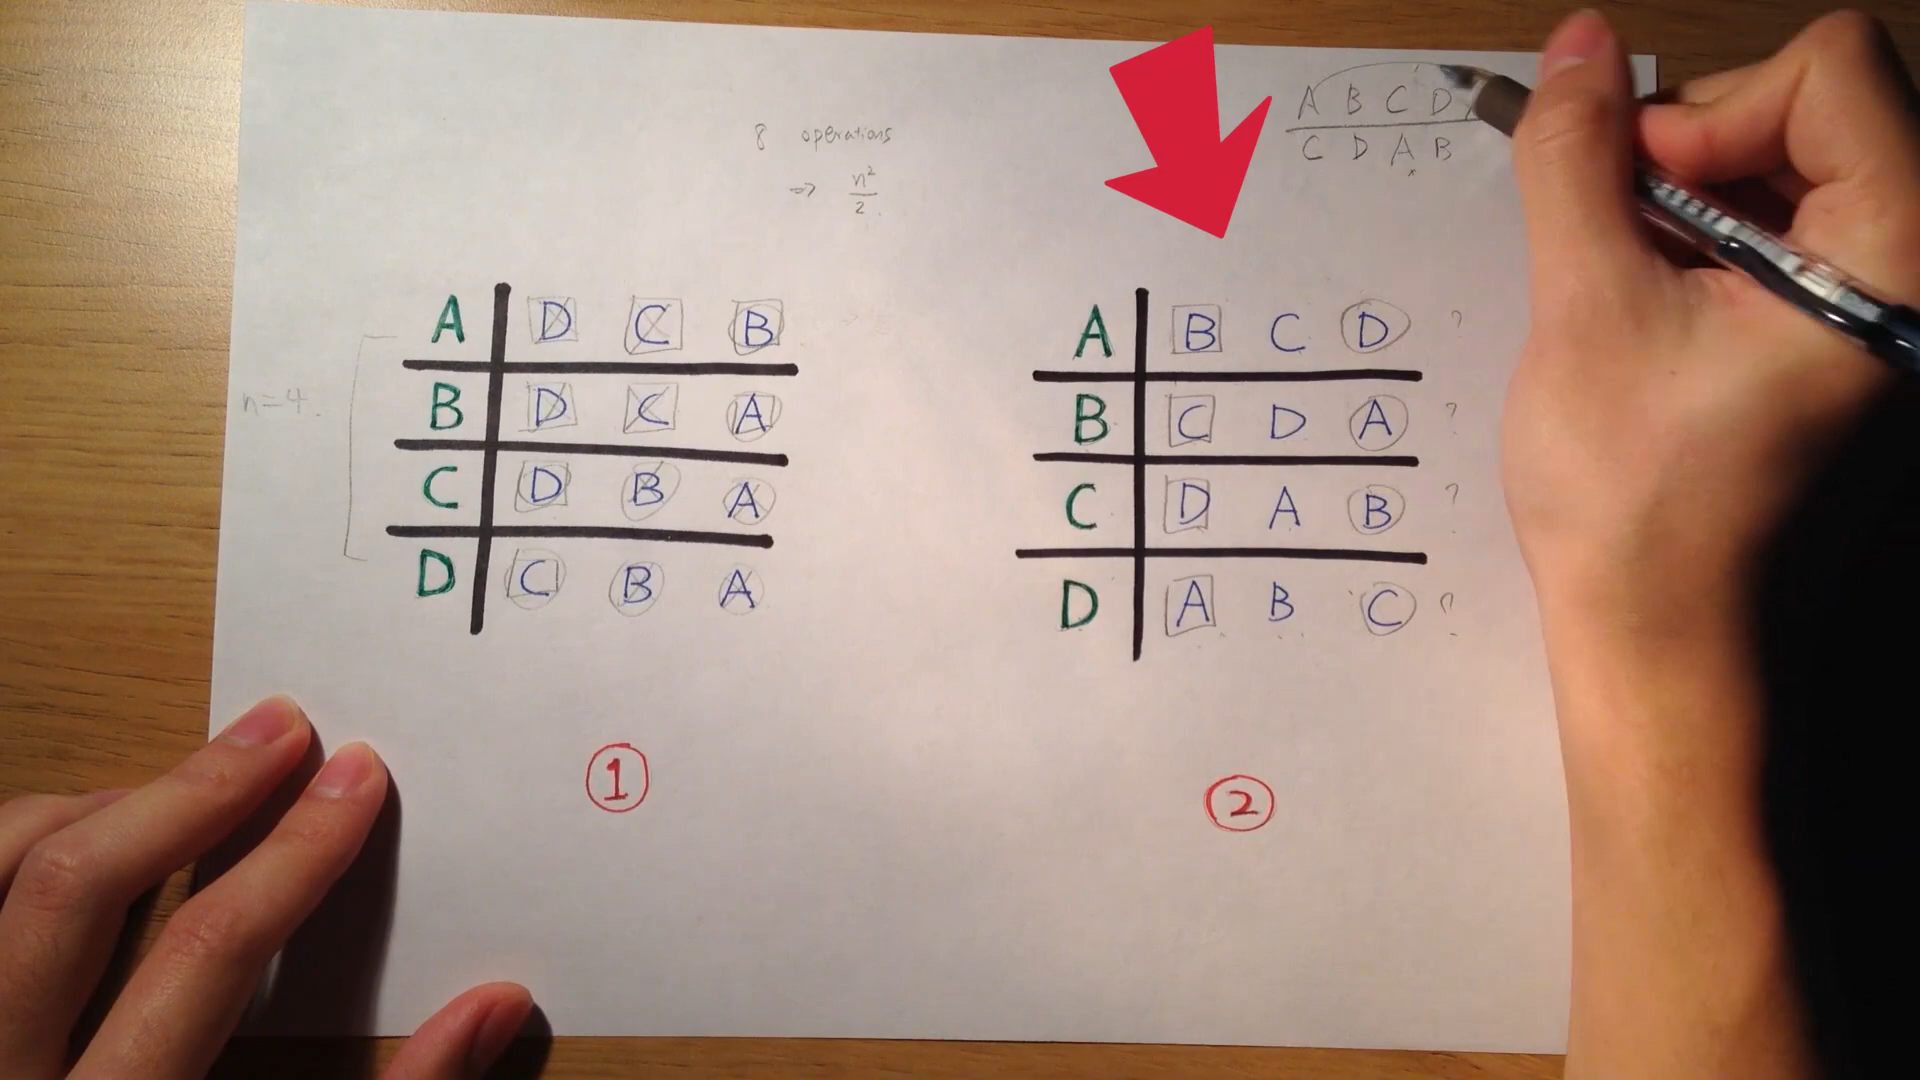 8 operations
=> n²/2
A B C D
C D A B
n=4.
A D C B
B D C A
C D B A
D C B A
1
A B C D ?
B C D A ?
C D A B ?
D A B C ?
2